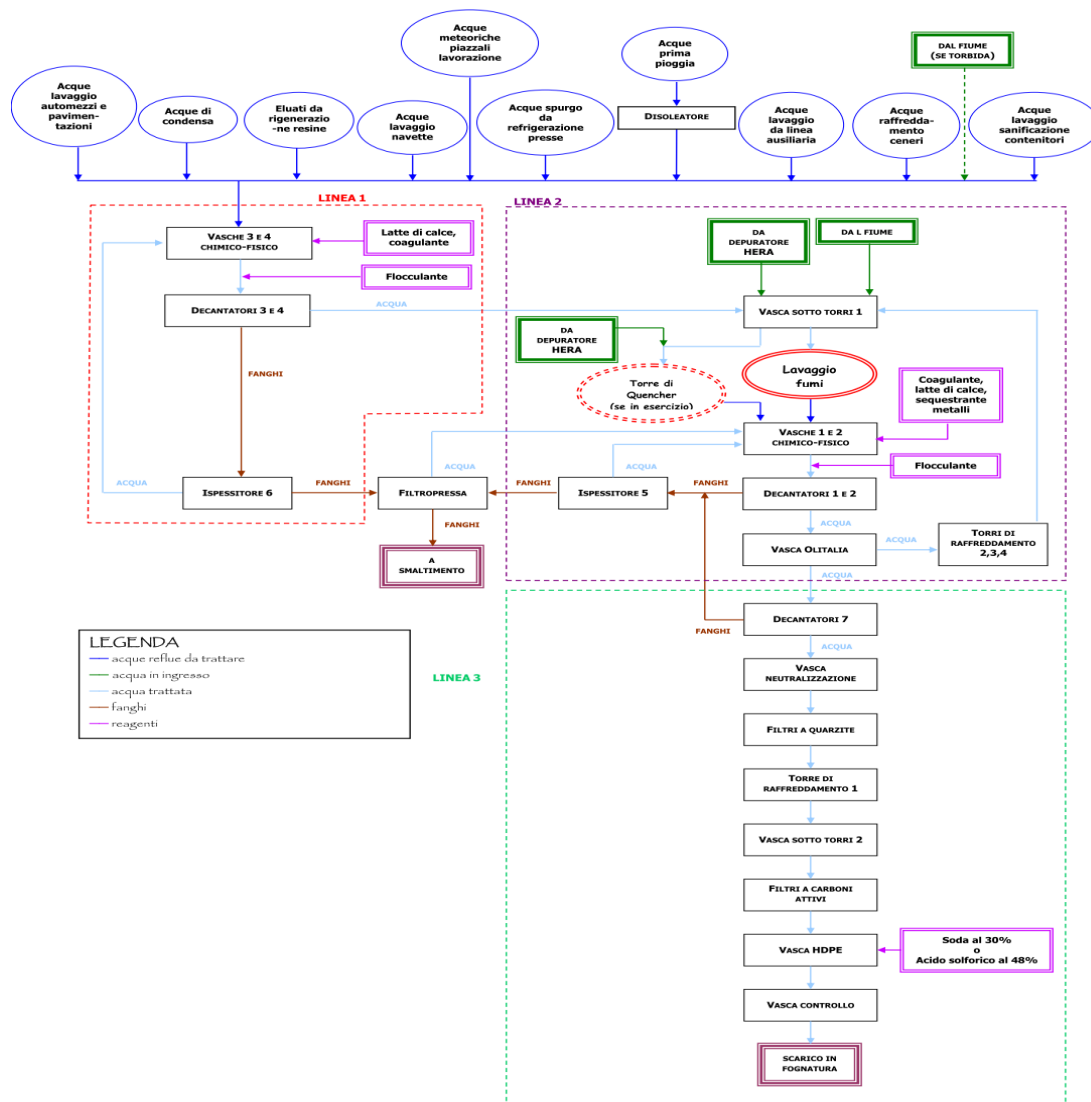 Acque
meteoriche
piazzali
lavorazione
Acque
prima
pioggia
DAL FIUME
(SE TORBIDA)
Acque
lavaggio
automezzi e
pavimen-
tazioni
Acque di
condensa
Eluati da
rigenerazio
-ne resine
Acque
lavaggio
navette
Acque spurgo
da
refrigerazione
presse
DISOLEATORE
Acque
lavaggio
da linea
ausiliaria
Acque
raffredda-
mento
ceneri
Acque
lavaggio
sanificazione
contenitori
LINEA 1
LINEA 2
VASCHE 3 E 4
CHIMICO-FISICO
Latte di calce,
coagulante
Flocculante
DECANTATORI 3 E 4
ACQUA
DA
DEPURATORE
HERA
DA L FIUME
VASCA SOTTO TORRI 1
DA
DEPURATORE
HERA
FANGHI
Torre di
Quencher
(se in esercizio)
Lavaggio
fumi
Coagulante,
latte di calce,
sequestrante
metalli
VASCHE 1 E 2
CHIMICO-FISICO
Flocculante
ACQUA
ACQUA
ACQUA
ISPESSITORE 6
FANGHI
FILTROPRESSA
FANGHI
ISPESSITORE 5
FANGHI
DECANTATORI 1 E 2
FANGHI
ACQUA
A
SMALTIMENTO
VASCA OLITALIA
ACQUA
TORRI DI
RAFFREDDAMENTO
2,3,4
ACQUA
DECANTATORI 7
FANGHI
ACQUA
LEGENDA
acque reflue da trattare
acqua in ingresso
acqua trattata
fanghi
reagenti
LINEA 3
VASCA
NEUTRALIZZAZIONE
FILTRI A QUARZITE
TORRE DI
RAFFREDDAMENTO 1
VASCA SOTTO TORRI 2
FILTRI A CARBONI
ATTIVI
VASCA HDPE
Soda al 30%
o
Acido solforico al 48%
VASCA CONTROLLO
SCARICO IN
FOGNATURA